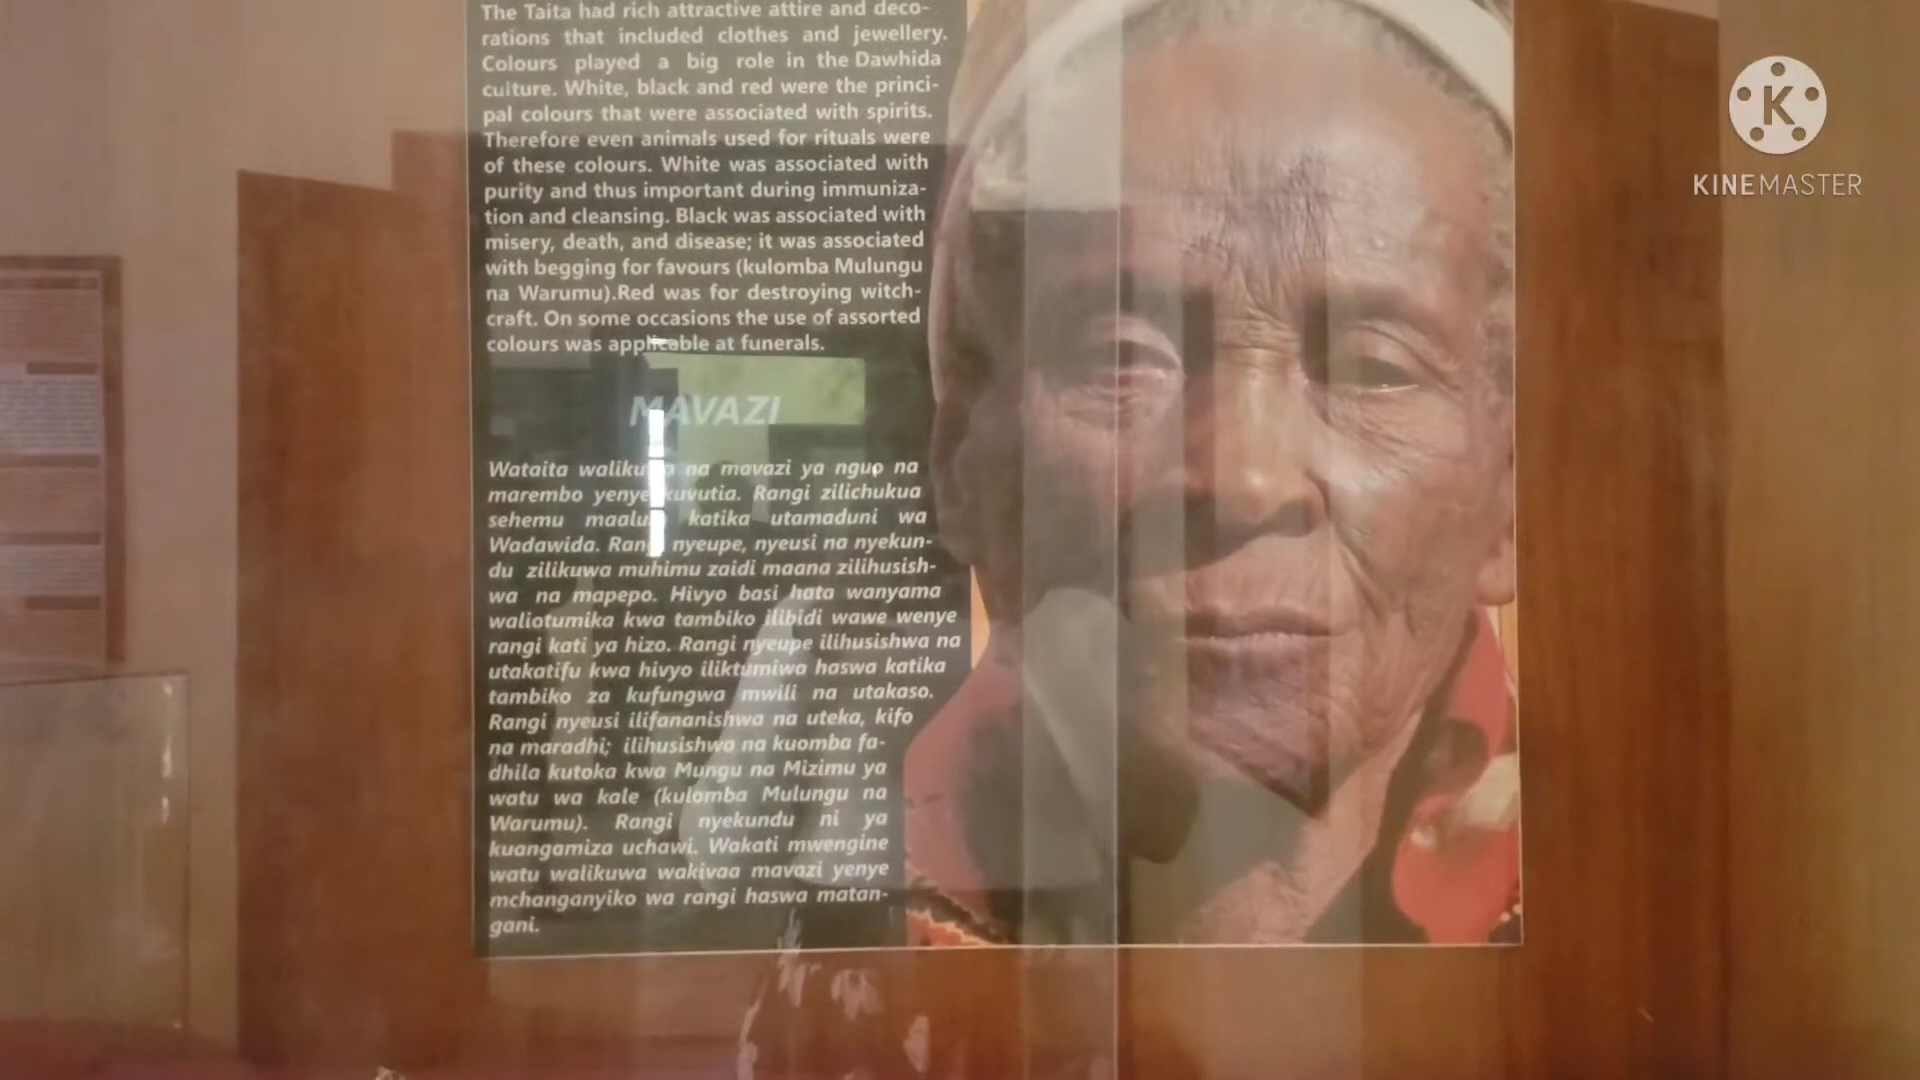 The Taita had rich attractive attire and deco-
rations that included clothes and jewellery.
Colours played a big role in the Dawhida
culture. White, black and red were the princi-
pal colours that were associated with spirits.
Therefore even animals used for rituals were
of these colours. White was associated with
purity and thus important during immuniza-
tion and cleansing. Black was associated with
misery, death, and disease; it was associated
with begging for favours (kulomba Mulungu
na Warumu).Red was for destroying witch-
craft. On some occasions the use of assorted
colours was applicable at funerals.
MAVAZI
Wataita walikuwa na mavazi ya nguo na
marembo yenye kuvutia. Rangi zilichukua
sehemu maalum katika utamaduni wa
Wadawida. Rangi nyeupe, nyeusi na nyekun-
du zilikuwa muhimu zaidi maana zilihusish-
wa na mapepo. Hivyo basi hata wanyama
waliotumika kwa tambiko ilibidi wawe wenye
rangi kati ya hizo. Rangi nyeupe ilihusishwa na
utakatifu kwa hivyo iliktumiwa haswa katika
tambiko za kufungwa mwili na utakaso.
Rangi nyeusi ilifananishwa na uteka, kifo
na maradhi; ilihusishwa na kuomba fa-
dhila kutoka kwa Mungu na Mizimu ya
watu wa kale (kulomba Mulungu na
Warumu). Rangi nyekundu ni ya
kuangamiza uchawi. Wakati mwengine
watu walikuwa wakivaa mavazi yenye
mchanganyiko wa rangi haswa matan-
gani.
K
KINEMASTER